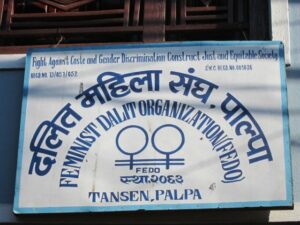 Fight Against Caste and Gender Discrimination Construct Just and Equitable Society
दलित महिला संघ, पाल्पा
FEMINIST DALIT ORGANIZATION (FEDO)
FEDO
स्था.२०६३
TANSEN, PALPA